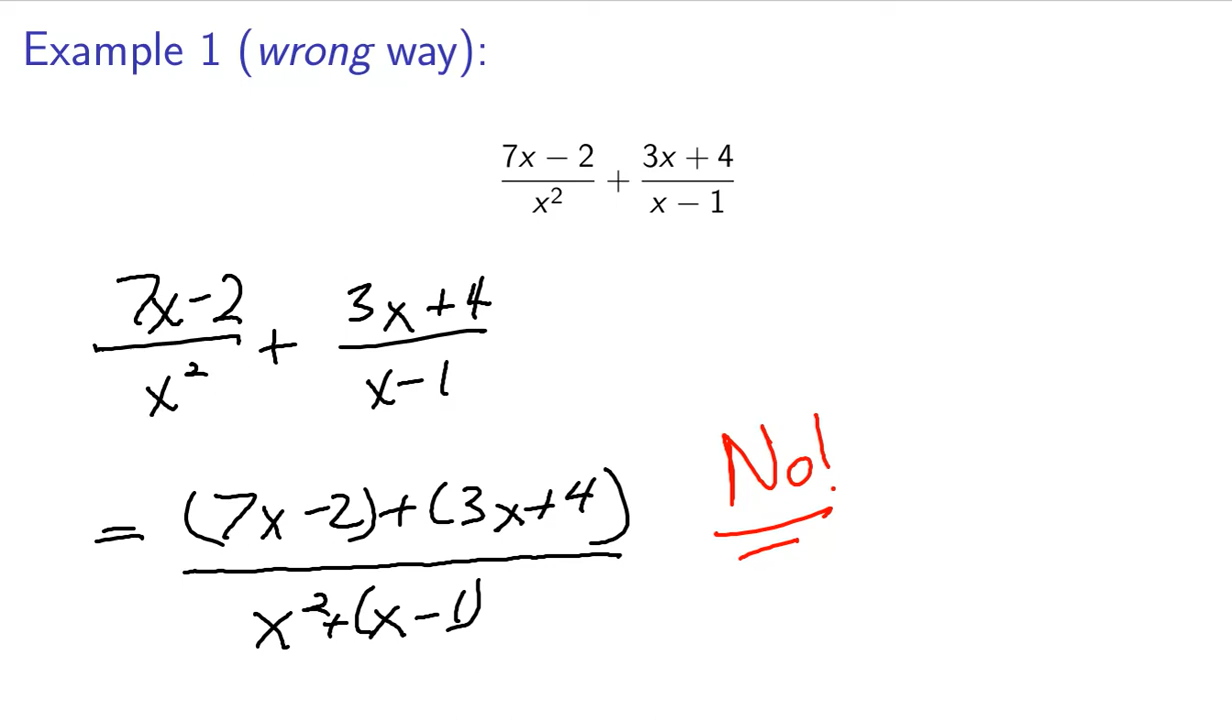 Example 1 (wrong way):
7x − 2 3x + 4
+
x² x − 1
7x-2 3x+4
+
x² x-1
= (7x-2)+(3x+4)
x²+(x-1)
No!